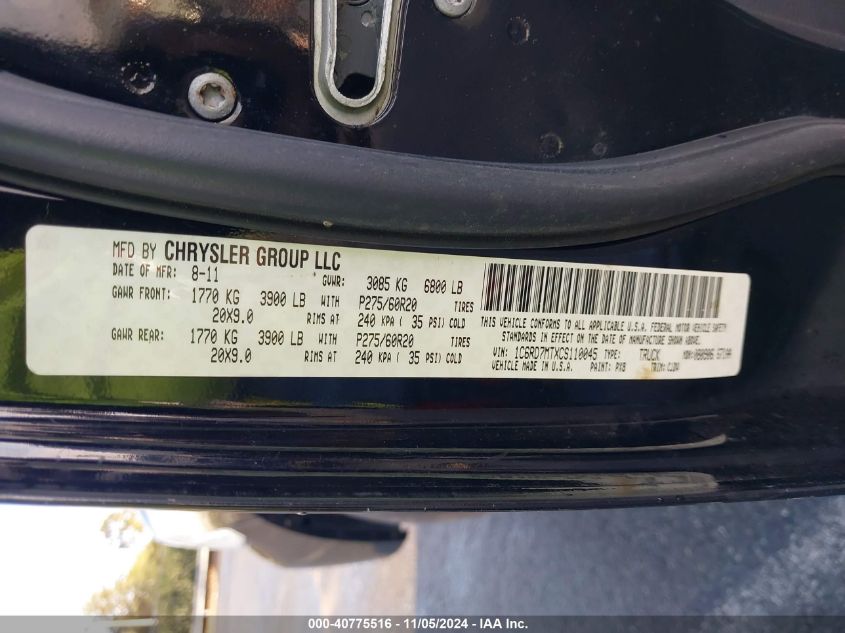 MFD BY CHRYSLER GROUP LLC
DATE OF MFR: 8-11 GVWR: 3085 KG 6800 LB
GAWR FRONT: 1770 KG 3900 LB WITH P275/60R20 TIRES
20X9.0 RIMS AT 240 KPA ( 35 PSI) COLD
GAWR REAR: 1770 KG 3900 LB WITH P275/60R20 TIRES
20X9.0 RIMS AT 240 KPA ( 35 PSI) COLD
THIS VEHICLE CONFORMS TO ALL APPLICABLE U.S.A. FEDERAL MOTOR VEHICLE SAFETY
STANDARDS IN EFFECT ON THE DATE OF MANUFACTURE SHOWN ABOVE.
VIN: 1C6RD7MTXCS110045 TYPE: TRUCK MDH:
VEHICLE MADE IN U.S.A. PAINT: PX8 TRIM:
000-40775516 - 11/05/2024 - IAA Inc.